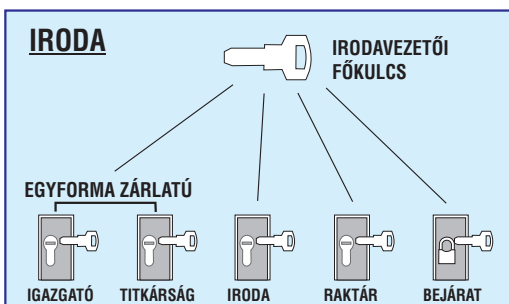 IRODA
IRODAVEZETŐI
FŐKULCS
EGYFORMA ZÁRLATÚ
IGAZGATÓ
TITKÁRSÁG
IRODA
RAKTÁR
BEJÁRAT